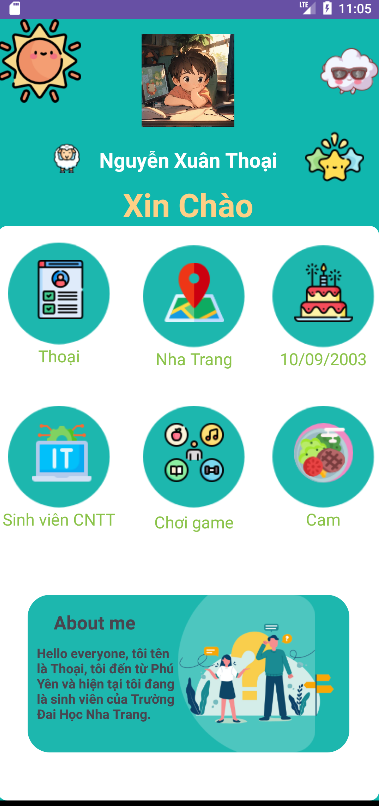 LTE 11:05
Nguyễn Xuân Thoại
Xin Chào
Thoại
Nha Trang
10/09/2003
IT
Sinh viên CNTT
Chơi game
Cam
About me
Hello everyone, tôi tên
là Thoại, tôi đến từ Phú
Yên và hiện tại tôi đang
là sinh viên của Trường
Đai Học Nha Trang.